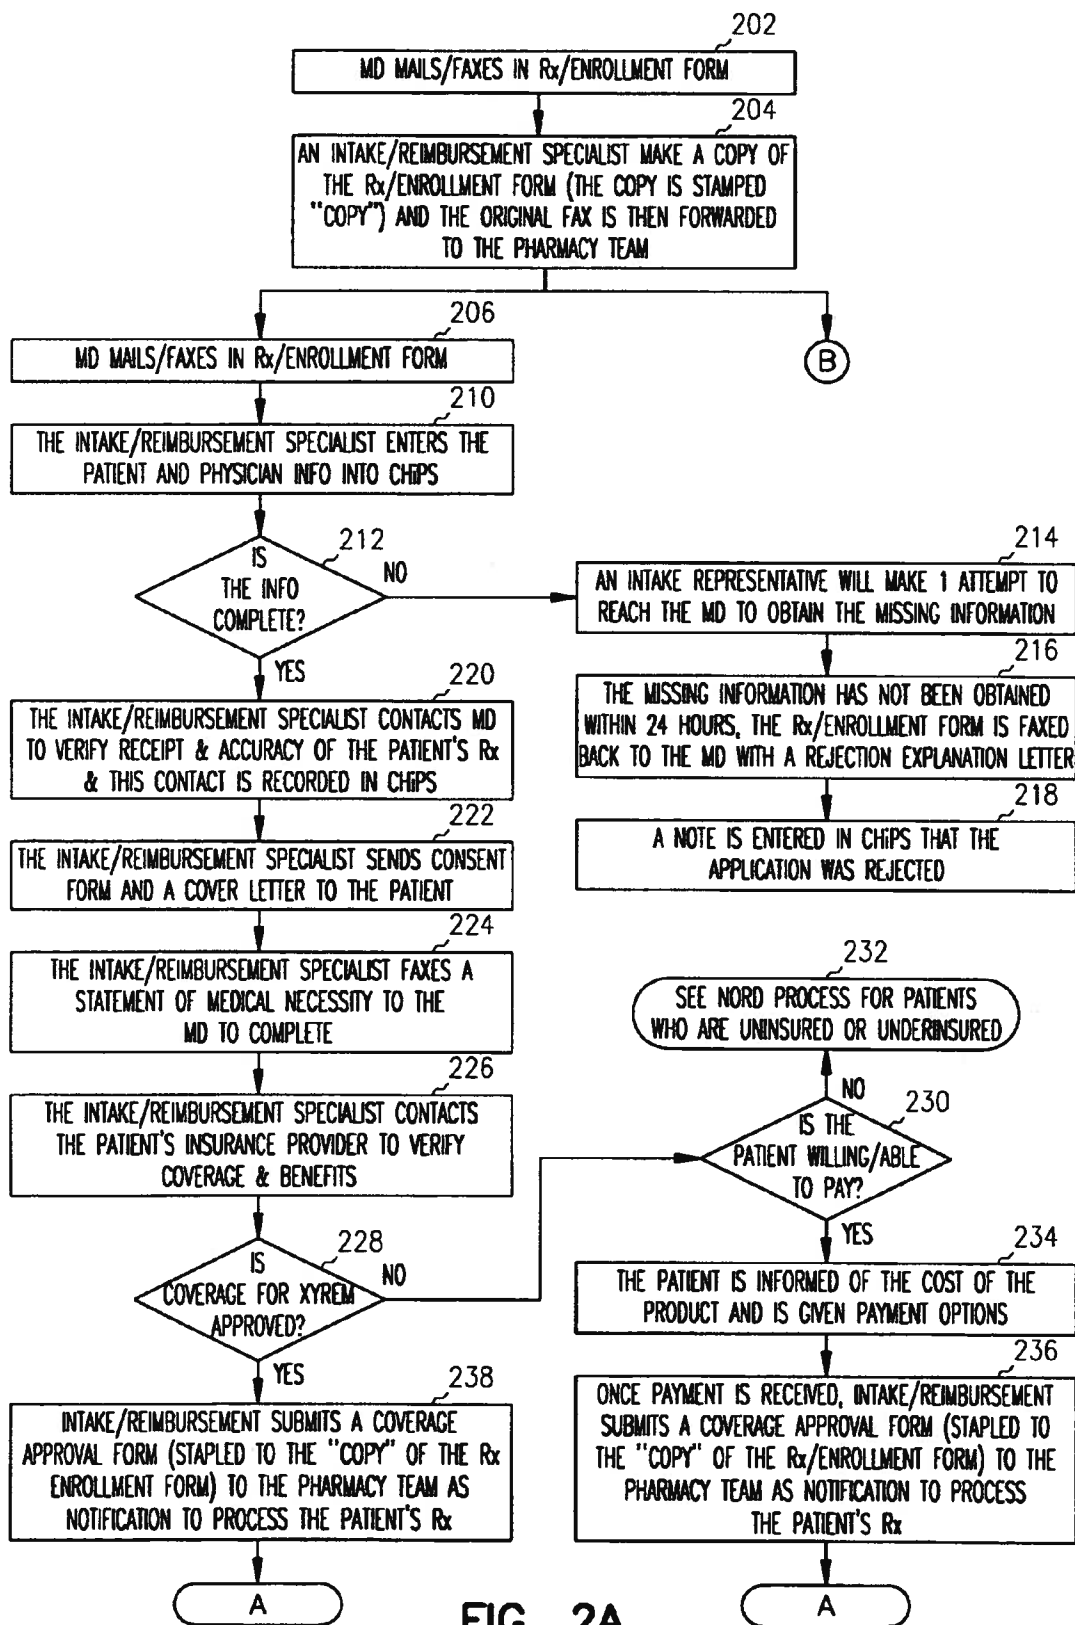 202
MD MAILS/FAXES IN Rx/ENROLLMENT FORM
204
AN INTAKE/REIMBURSEMENT SPECIALIST MAKE A COPY OF
THE Rx/ENROLLMENT FORM (THE COPY IS STAMPED
"COPY") AND THE ORIGINAL FAX IS THEN FORWARDED
TO THE PHARMACY TEAM
206
MD MAILS/FAXES IN Rx/ENROLLMENT FORM
B
210
THE INTAKE/REIMBURSEMENT SPECIALIST ENTERS THE
PATIENT AND PHYSICIAN INFO INTO CHiPS
212
IS
THE INFO
COMPLETE?
NO
YES
214
AN INTAKE REPRESENTATIVE WILL MAKE 1 ATTEMPT TO
REACH THE MD TO OBTAIN THE MISSING INFORMATION
216
THE MISSING INFORMATION HAS NOT BEEN OBTAINED
WITHIN 24 HOURS, THE Rx/ENROLLMENT FORM IS FAXED
BACK TO THE MD WITH A REJECTION EXPLANATION LETTER
218
A NOTE IS ENTERED IN CHiPS THAT THE
APPLICATION WAS REJECTED
220
THE INTAKE/REIMBURSEMENT SPECIALIST CONTACTS MD
TO VERIFY RECEIPT & ACCURACY OF THE PATIENT'S Rx
& THIS CONTACT IS RECORDED IN CHiPS
222
THE INTAKE/REIMBURSEMENT SPECIALIST SENDS CONSENT
FORM AND A COVER LETTER TO THE PATIENT
224
THE INTAKE/REIMBURSEMENT SPECIALIST FAXES A
STATEMENT OF MEDICAL NECESSITY TO THE
MD TO COMPLETE
226
THE INTAKE/REIMBURSEMENT SPECIALIST CONTACTS
THE PATIENT'S INSURANCE PROVIDER TO VERIFY
COVERAGE & BENEFITS
228
IS
COVERAGE FOR XYREM
APPROVED?
NO
YES
232
SEE NORD PROCESS FOR PATIENTS
WHO ARE UNINSURED OR UNDERINSURED
NO
230
IS THE
PATIENT WILLING/ABLE
TO PAY?
YES
234
THE PATIENT IS INFORMED OF THE COST OF THE
PRODUCT AND IS GIVEN PAYMENT OPTIONS
236
ONCE PAYMENT IS RECEIVED, INTAKE/REIMBURSEMENT
SUBMITS A COVERAGE APPROVAL FORM (STAPLED TO
THE "COPY" OF THE Rx/ENROLLMENT FORM) TO THE
PHARMACY TEAM AS NOTIFICATION TO PROCESS
THE PATIENT'S Rx
A
238
INTAKE/REIMBURSEMENT SUBMITS A COVERAGE
APPROVAL FORM (STAPLED TO THE "COPY" OF THE Rx
ENROLLMENT FORM) TO THE PHARMACY TEAM AS
NOTIFICATION TO PROCESS THE PATIENT'S Rx
A
FIG. 2A